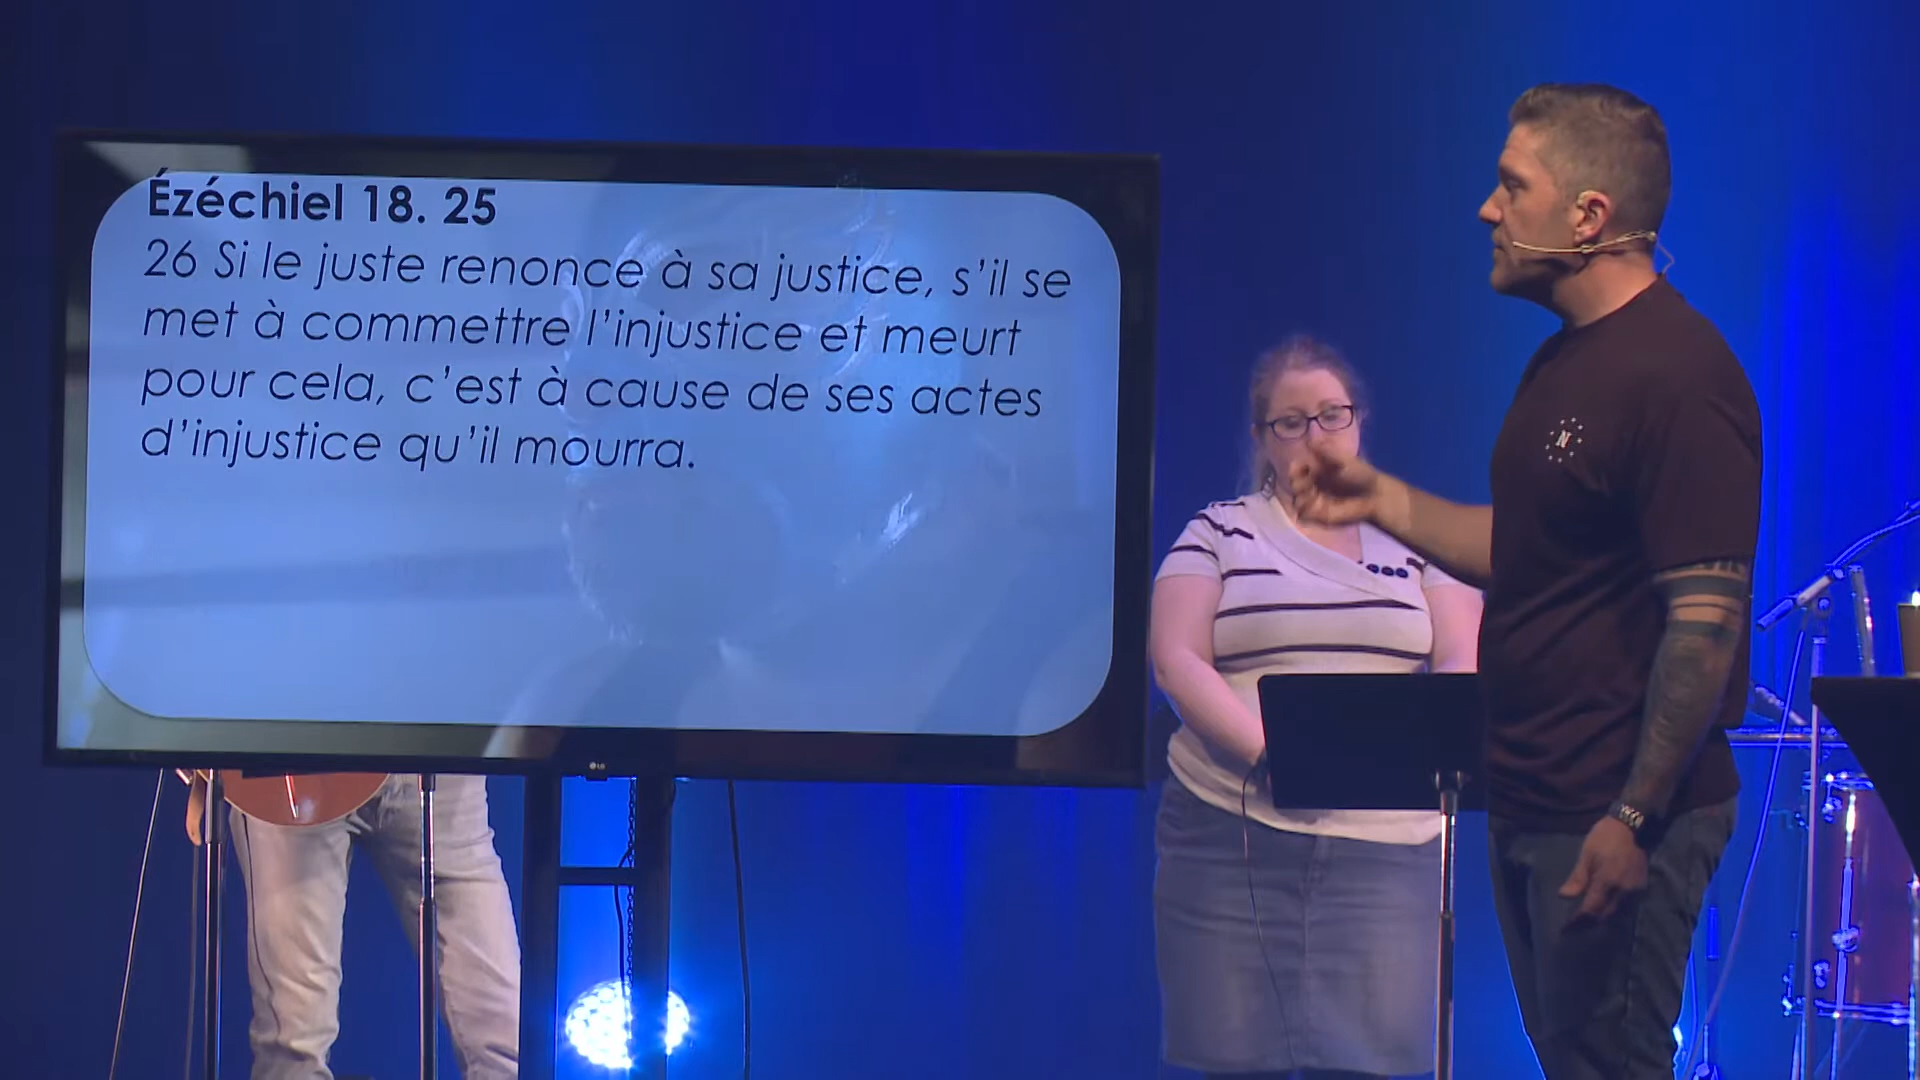 Ézéchiel 18. 25
26 Si le juste renonce à sa justice, s’il se
met à commettre l’injustice et meurt
pour cela, c’est à cause de ses actes
d’injustice qu’il mourra.
LG
N